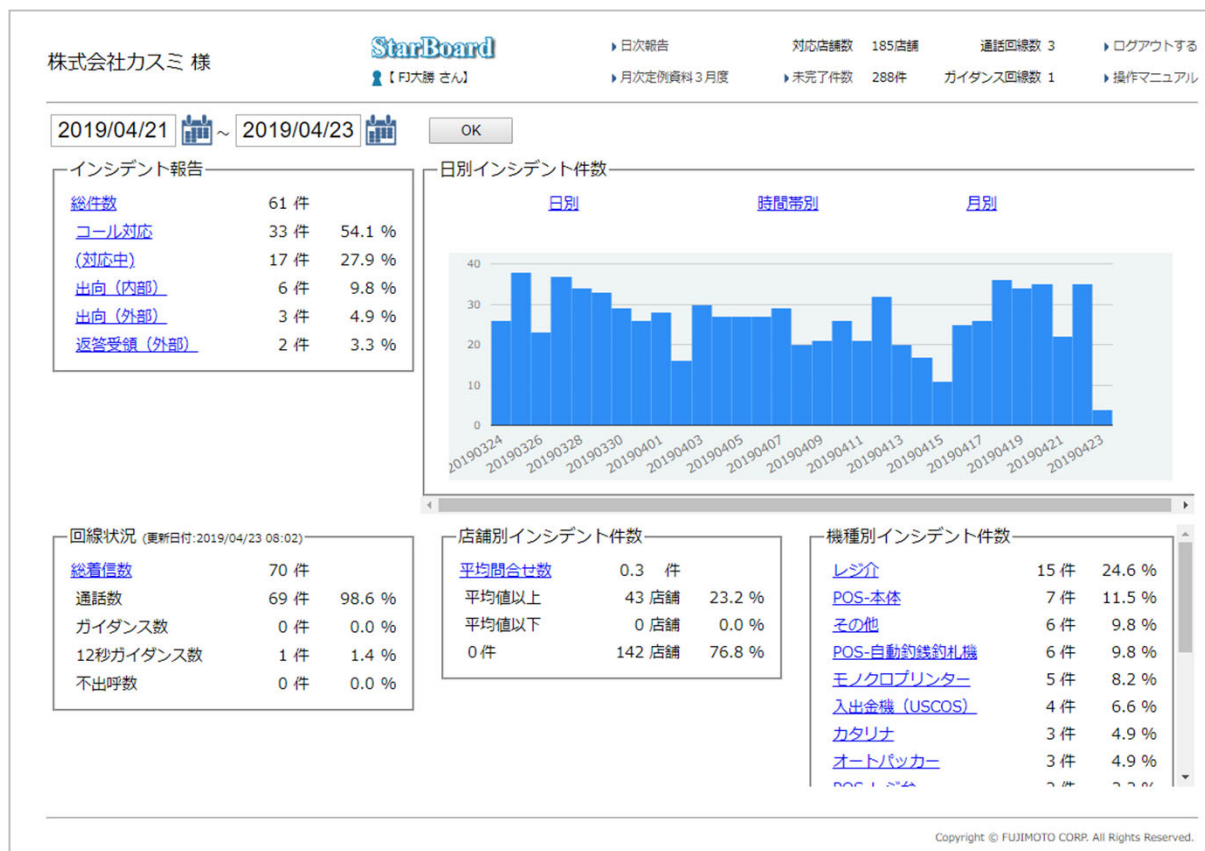 株式会社カスミ 様
StarBoard
【 FJ大勝 さん】
日次報告
対応店舗数 185店舗
通話回線数 3
ログアウトする
月次定例資料３月度
未完了件数 288件
ガイダンス回線数 1
操作マニュアル
2019/04/21 ~ 2019/04/23 OK
インシデント報告
総件数 61 件
コール対応 33 件 54.1 %
(対応中) 17 件 27.9 %
出向（内部） 6 件 9.8 %
出向（外部） 3 件 4.9 %
返答受領（外部） 2 件 3.3 %
日別インシデント件数
日別 時間帯別 月別
40
30
20
10
0
20190324 20190326 20190328 20190330 20190401 20190403 20190405 20190407 20190409 20190411 20190413 20190415 20190417 20190419 20190421 20190423
回線状況 (更新日付:2019/04/23 08:02)
総着信数 70 件
通話数 69 件 98.6 %
ガイダンス数 0 件 0.0 %
12秒ガイダンス数 1 件 1.4 %
不出呼数 0 件 0.0 %
店舗別インシデント件数
平均問合せ数 0.3 件
平均値以上 43 店舗 23.2 %
平均値以下 0 店舗 0.0 %
0件 142 店舗 76.8 %
機種別インシデント件数
レジ介 15 件 24.6 %
POS-本体 7 件 11.5 %
その他 6 件 9.8 %
POS-自動釣銭釣札機 6 件 9.8 %
モノクロプリンター 5 件 8.2 %
入出金機（USCOS） 4 件 6.6 %
カタリナ 3 件 4.9 %
オートパッカー 3 件 4.9 %
Copyright © FUJIMOTO CORP. All Rights Reserved.